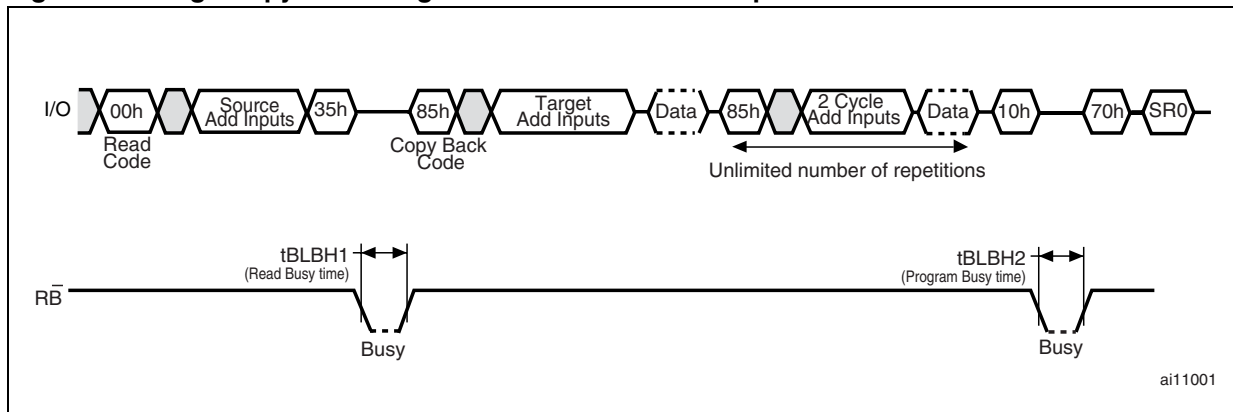 I/O
00h
Source
Add Inputs
35h
85h
Target
Add Inputs
Data
85h
2 Cycle
Add Inputs
Data
10h
70h
SR0
Read
Code
Copy Back
Code
Unlimited number of repetitions
tBLBH1
(Read Busy time)
tBLBH2
(Program Busy time)
RB̅
Busy
Busy
ai11001